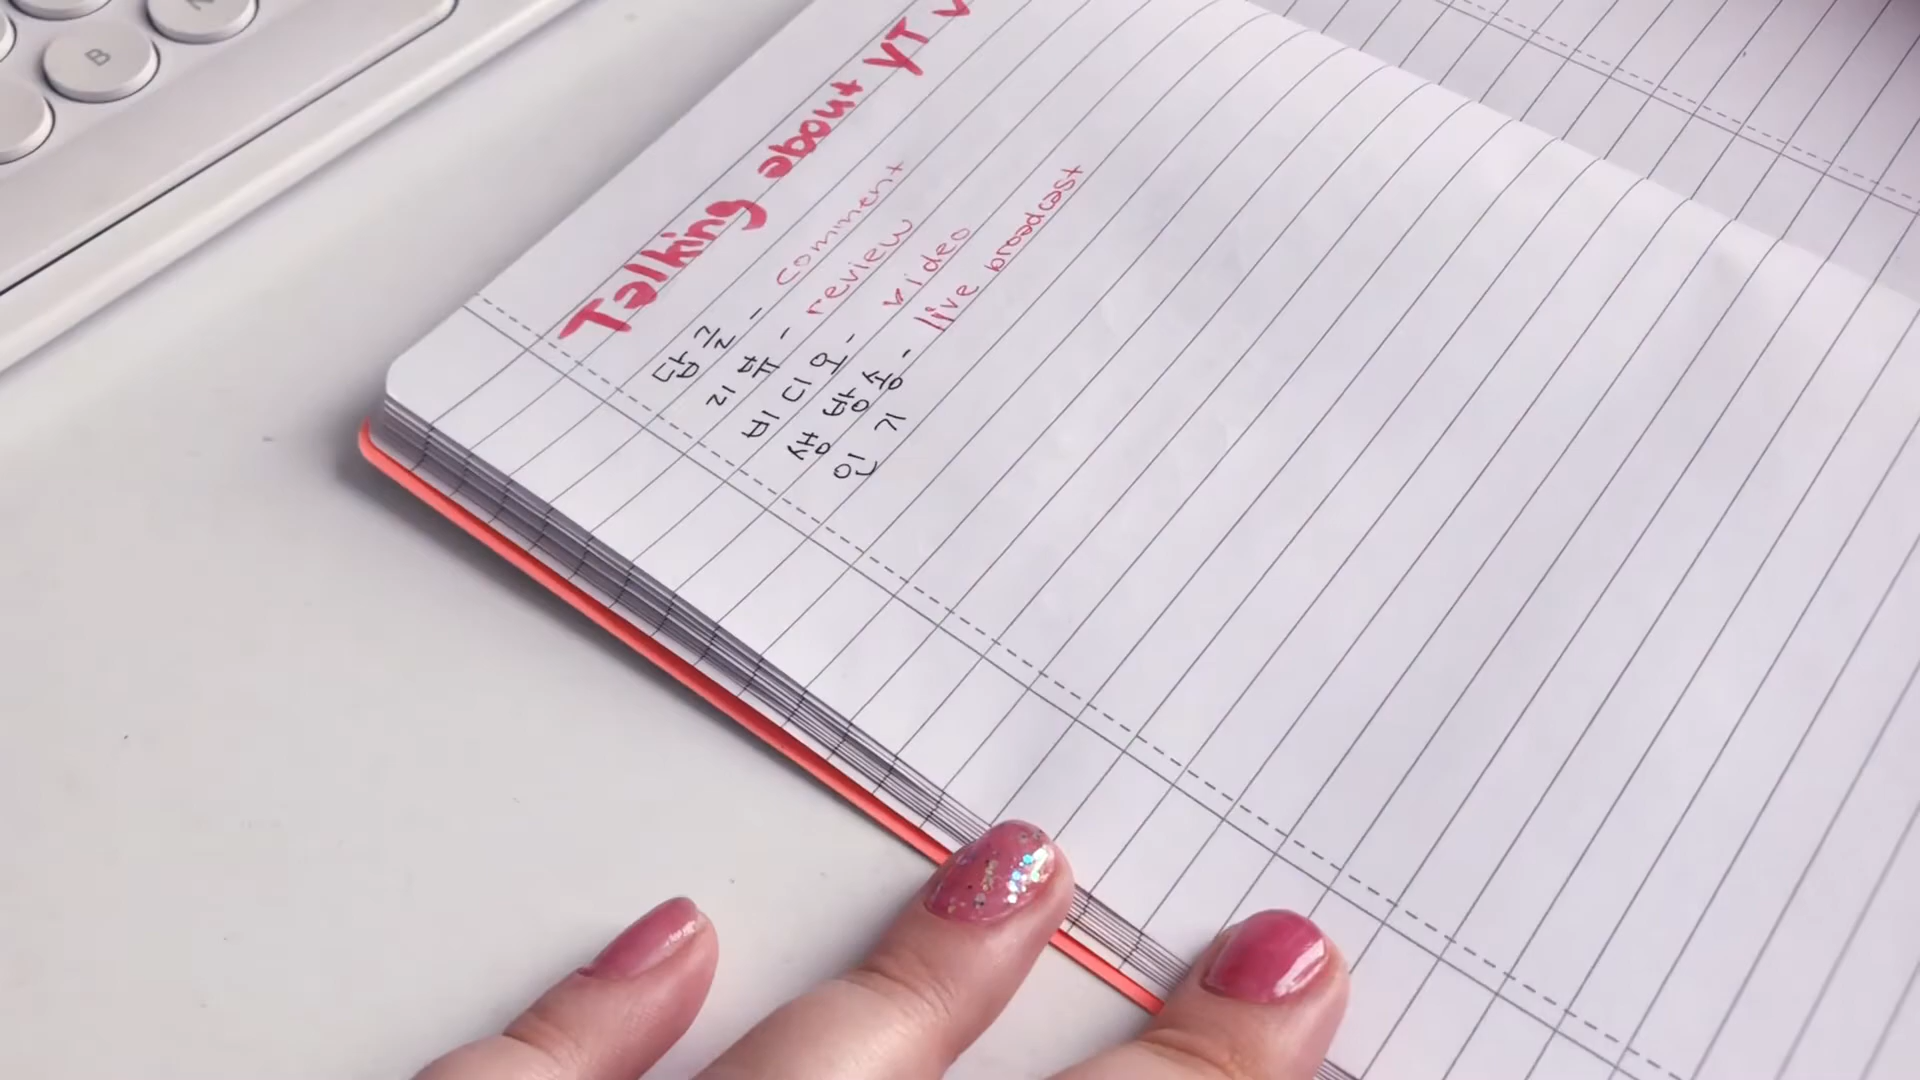 Talking about YT
답글 - comment
리뷰 - review
비디오 - video
생방송 - live broadcast
인기
B